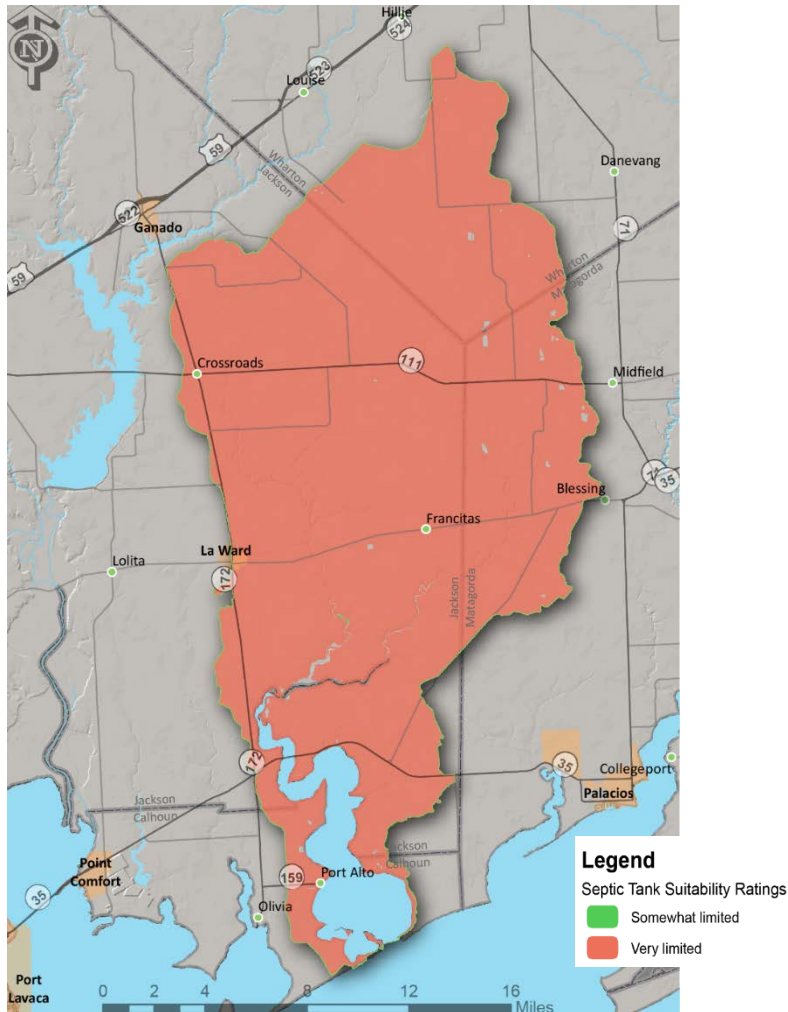 N
Hillje
524
523
Louise
59
Wharton
Jackson
Danevang
522
Ganado
71
59
Wharton
Matagorda
Crossroads
111
Midfield
Blessing
71
35
Francitas
La Ward
Lolita
172
Jackson
Matagorda
172
35
Collegeport
Palacios
Jackson
Calhoun
Jackson
Calhoun
Point
Comfort
159
Port Alto
35
Olivia
Port
Lavaca
0 4 8 12 16
Miles
Legend
Septic Tank Suitability Ratings
Somewhat limited
Very limited